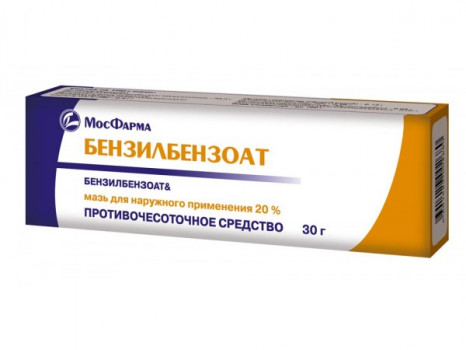 МосФарма
БЕНЗИЛБЕНЗОАТ
БЕНЗИЛБЕНЗОАТ&
мазь для наружного применения 20 %
ПРОТИВОЧЕСОТОЧНОЕ СРЕДСТВО 30 г